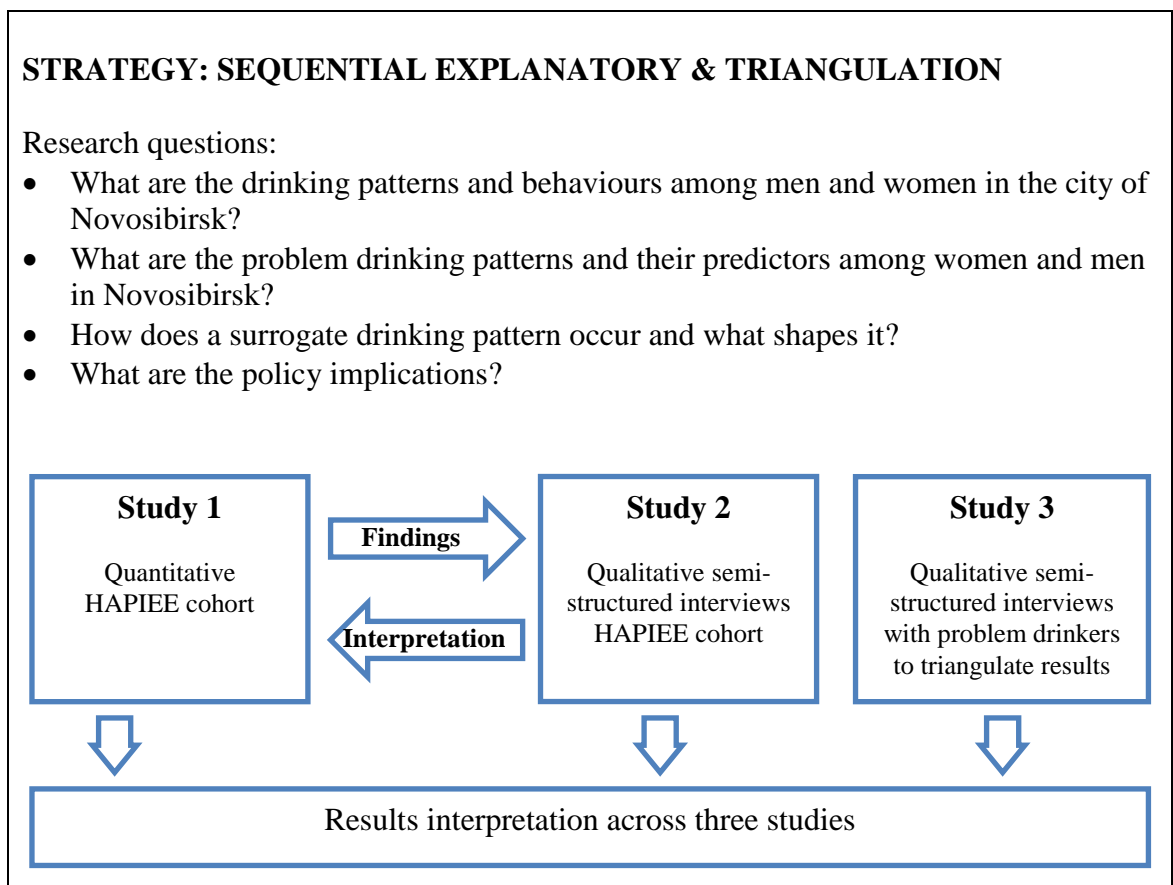 STRATEGY: SEQUENTIAL EXPLANATORY & TRIANGULATION
Research questions:
• What are the drinking patterns and behaviours among men and women in the city of
Novosibirsk?
• What are the problem drinking patterns and their predictors among women and men
in Novosibirsk?
• How does a surrogate drinking pattern occur and what shapes it?
• What are the policy implications?
Study 1
Quantitative
HAPIEE cohort
Findings
Interpretation
Study 2
Qualitative semi-
structured interviews
HAPIEE cohort
Study 3
Qualitative semi-
structured interviews
with problem drinkers
to triangulate results
Results interpretation across three studies